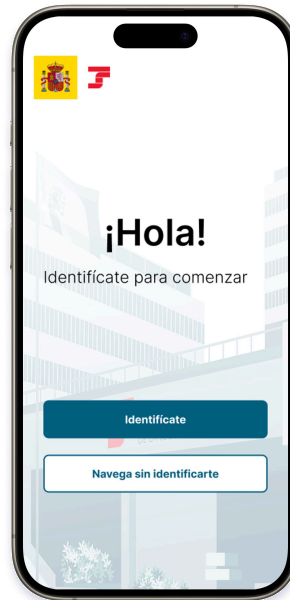 ¡Hola!
Identifícate para comenzar
Identifícate
Navega sin identificarte